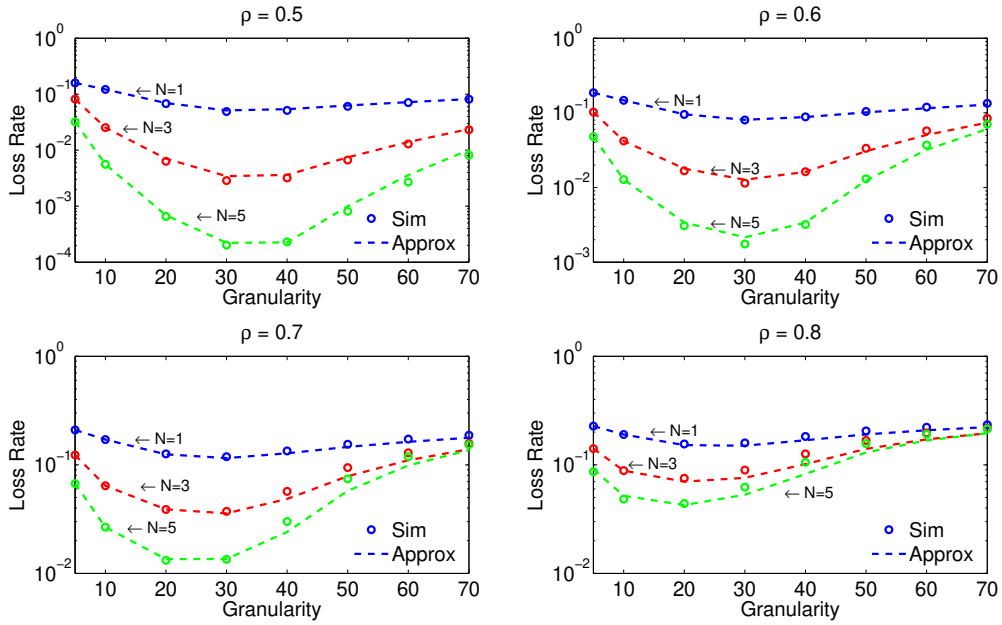 ρ = 0.5
10^0
10^-1
10^-2
10^-3
10^-4
Loss Rate
← N=1
← N=3
← N=5
Sim
Approx
10 20 30 40 50 60 70
Granularity
ρ = 0.6
10^0
10^-1
10^-2
10^-3
Loss Rate
← N=1
← N=3
← N=5
Sim
Approx
10 20 30 40 50 60 70
Granularity
ρ = 0.7
10^0
10^-1
10^-2
Loss Rate
← N=1
← N=3
← N=5
Sim
Approx
10 20 30 40 50 60 70
Granularity
ρ = 0.8
10^0
10^-1
10^-2
Loss Rate
← N=1
← N=3
← N=5
Sim
Approx
10 20 30 40 50 60 70
Granularity